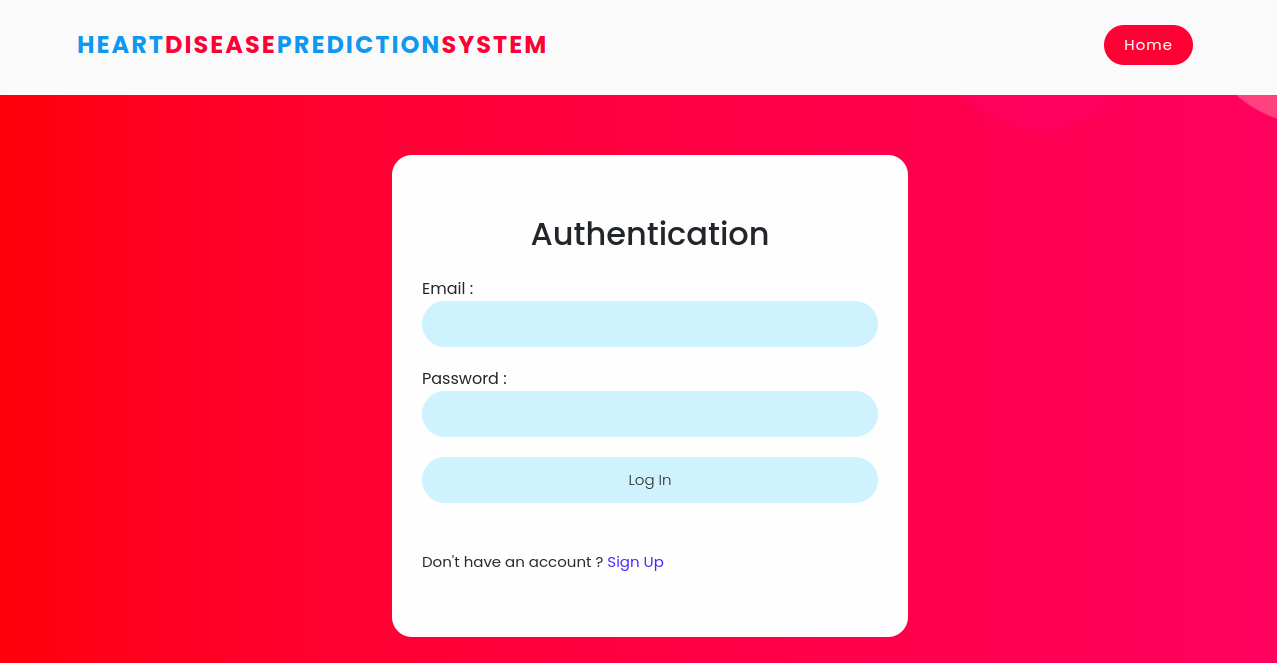 HEARTDISEASEPREDICTIONSYSTEM
Home
Authentication
Email :
Password :
Log In
Don't have an account ? Sign Up